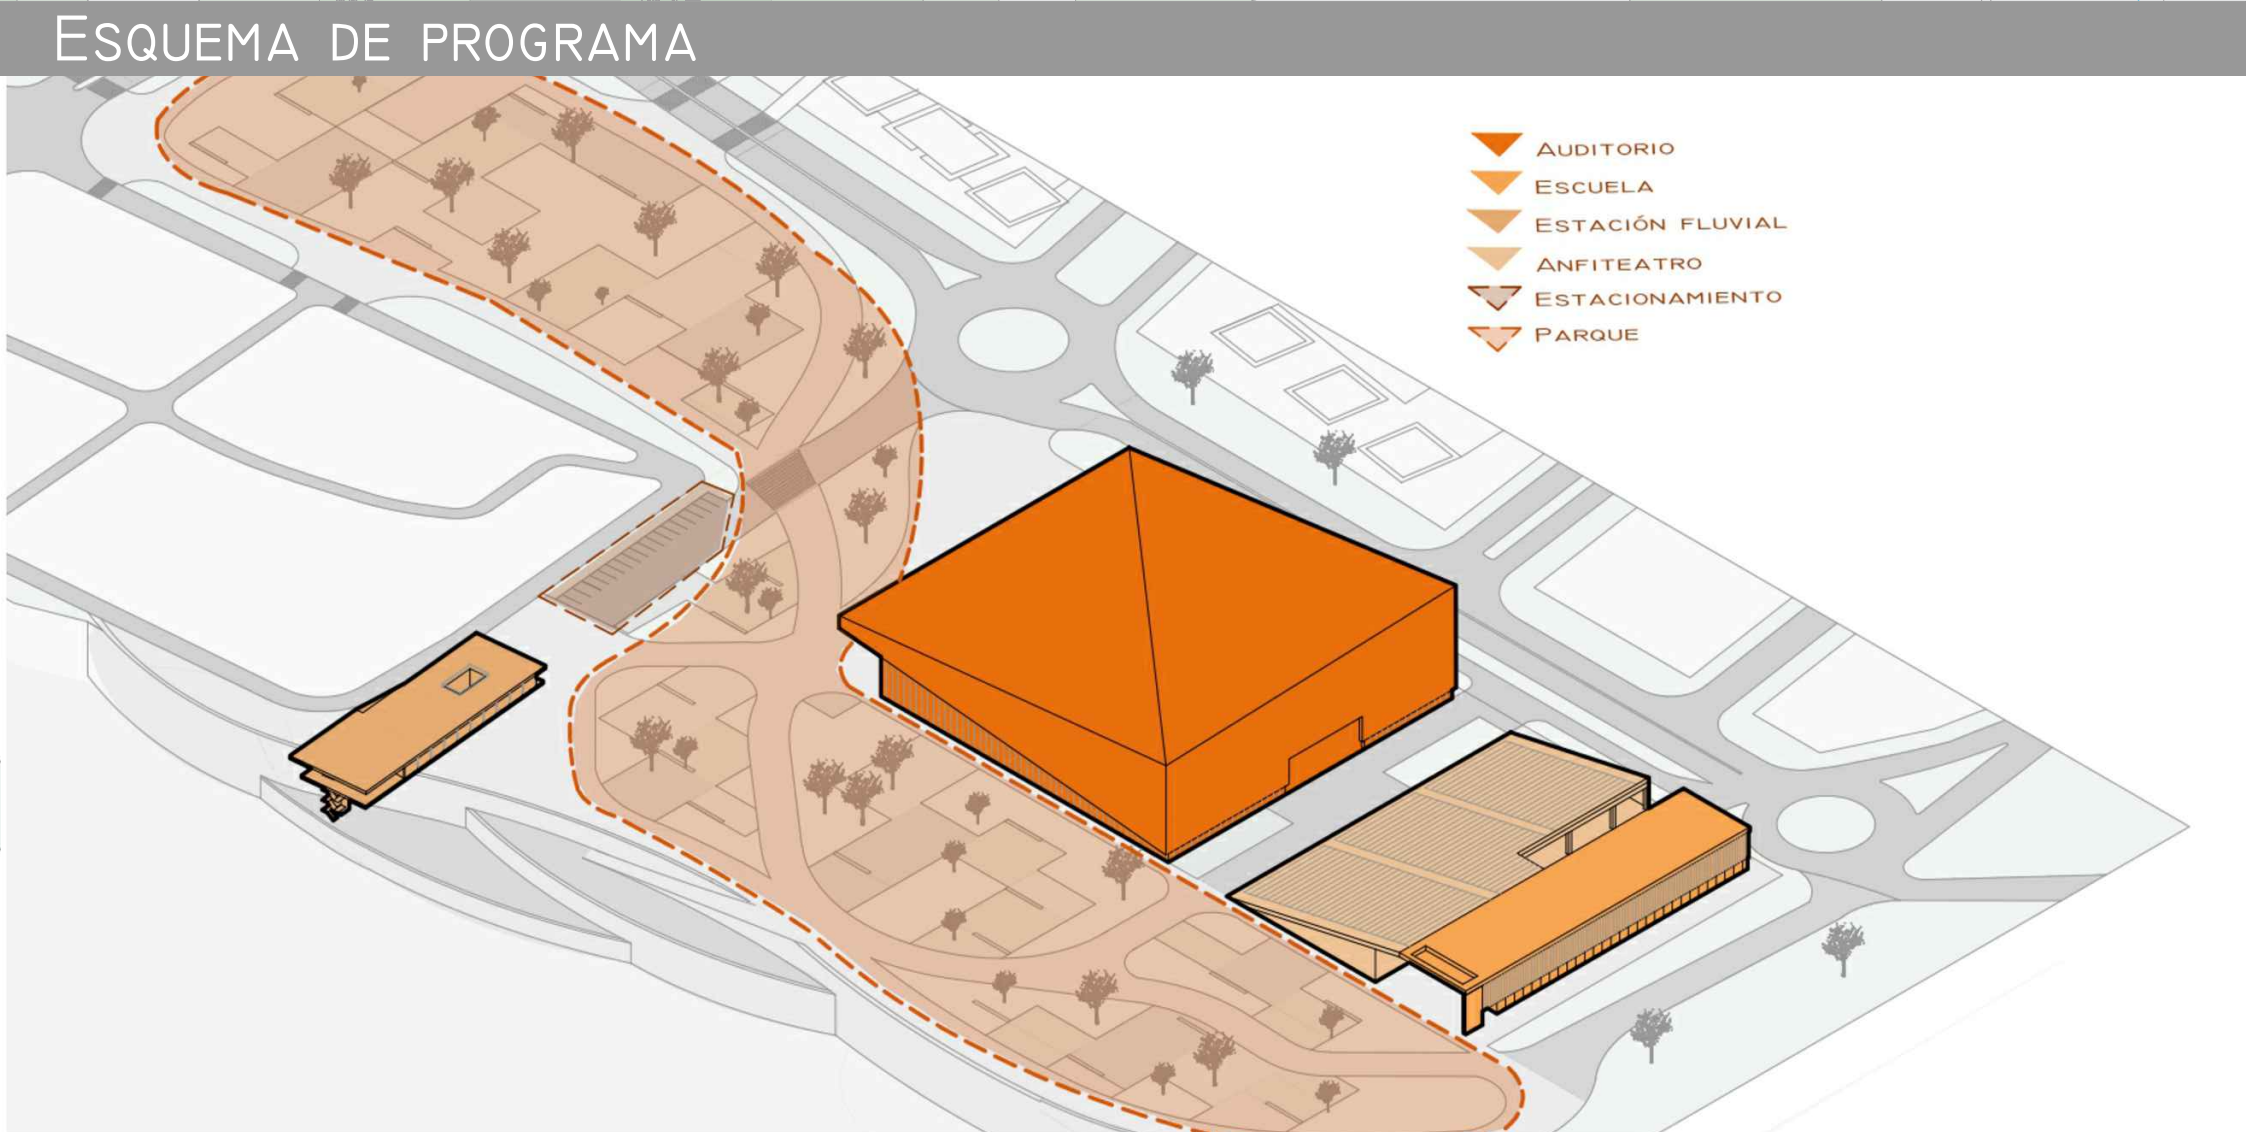 ESQUEMA DE PROGRAMA
AUDITORIO
ESCUELA
ESTACIÓN FLUVIAL
ANFITEATRO
ESTACIONAMIENTO
PARQUE